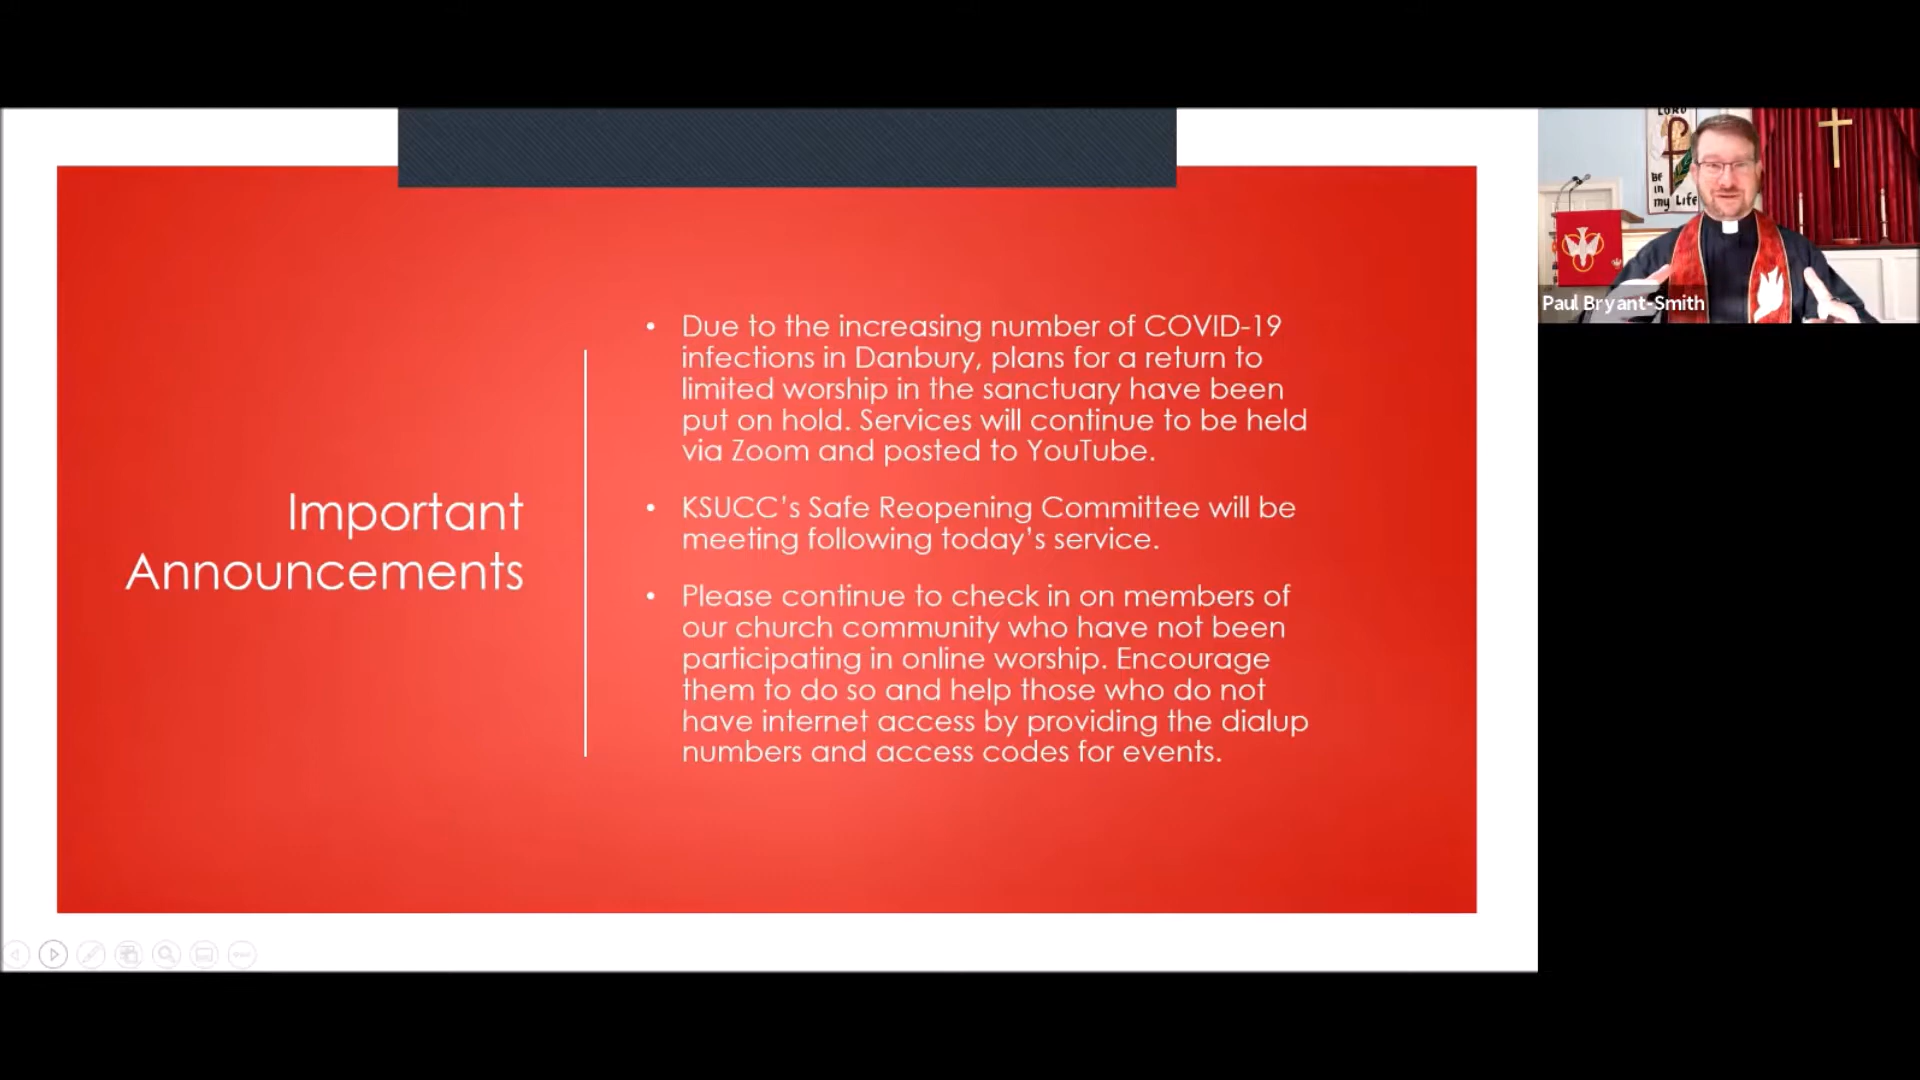 Important
Announcements
• Due to the increasing number of COVID-19
infections in Danbury, plans for a return to
limited worship in the sanctuary have been
put on hold. Services will continue to be held
via Zoom and posted to YouTube.
• KSUCC’s Safe Reopening Committee will be
meeting following today’s service.
• Please continue to check in on members of
our church community who have not been
participating in online worship. Encourage
them to do so and help those who do not
have internet access by providing the dialup
numbers and access codes for events.
LORD
Be
in
my Life
Paul Bryant-Smith